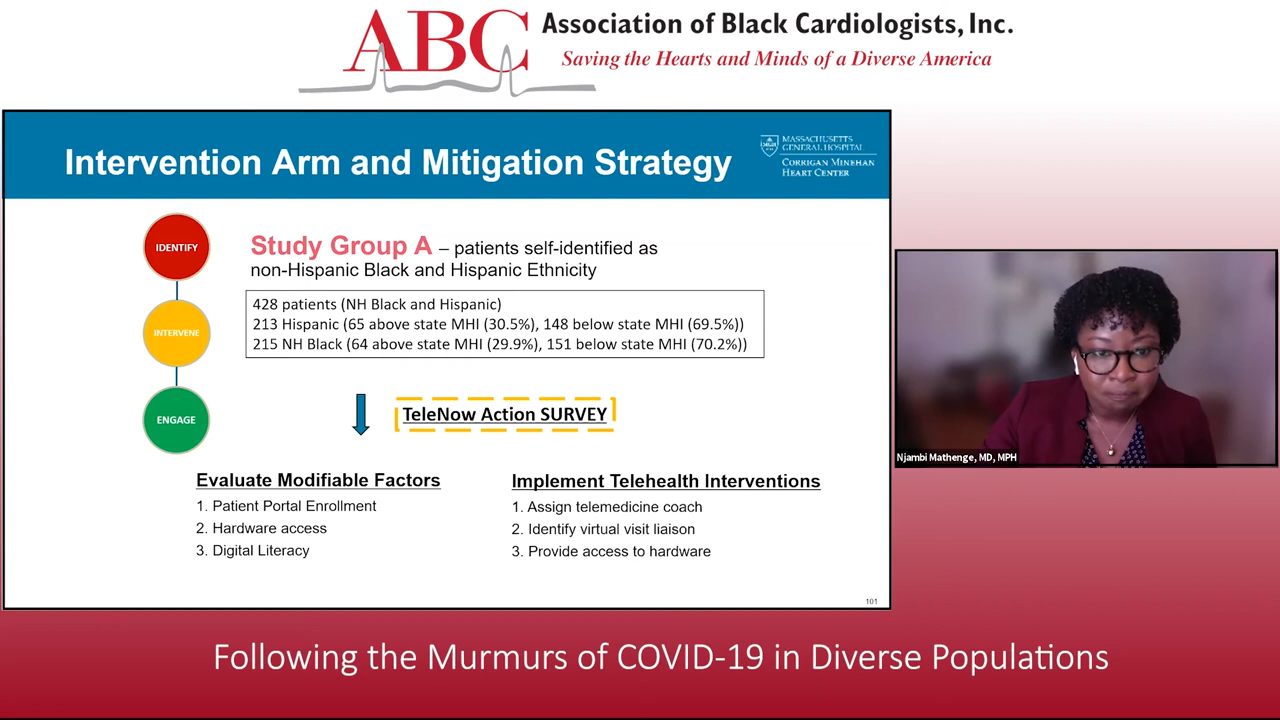 ABC
Association of Black Cardiologists, Inc.
Saving the Hearts and Minds of a Diverse America
Intervention Arm and Mitigation Strategy
MASSACHUSETTS
GENERAL HOSPITAL
CORRIGAN MINEHAN
HEART CENTER
IDENTIFY
INTERVENE
ENGAGE
Study Group A – patients self-identified as
non-Hispanic Black and Hispanic Ethnicity
428 patients (NH Black and Hispanic)
213 Hispanic (65 above state MHI (30.5%), 148 below state MHI (69.5%))
215 NH Black (64 above state MHI (29.9%), 151 below state MHI (70.2%))
TeleNow Action SURVEY
Evaluate Modifiable Factors
1. Patient Portal Enrollment
2. Hardware access
3. Digital Literacy
Implement Telehealth Interventions
1. Assign telemedicine coach
2. Identify virtual visit liaison
3. Provide access to hardware
101
Njambi Mathenge, MD, MPH
Following the Murmurs of COVID-19 in Diverse Populations